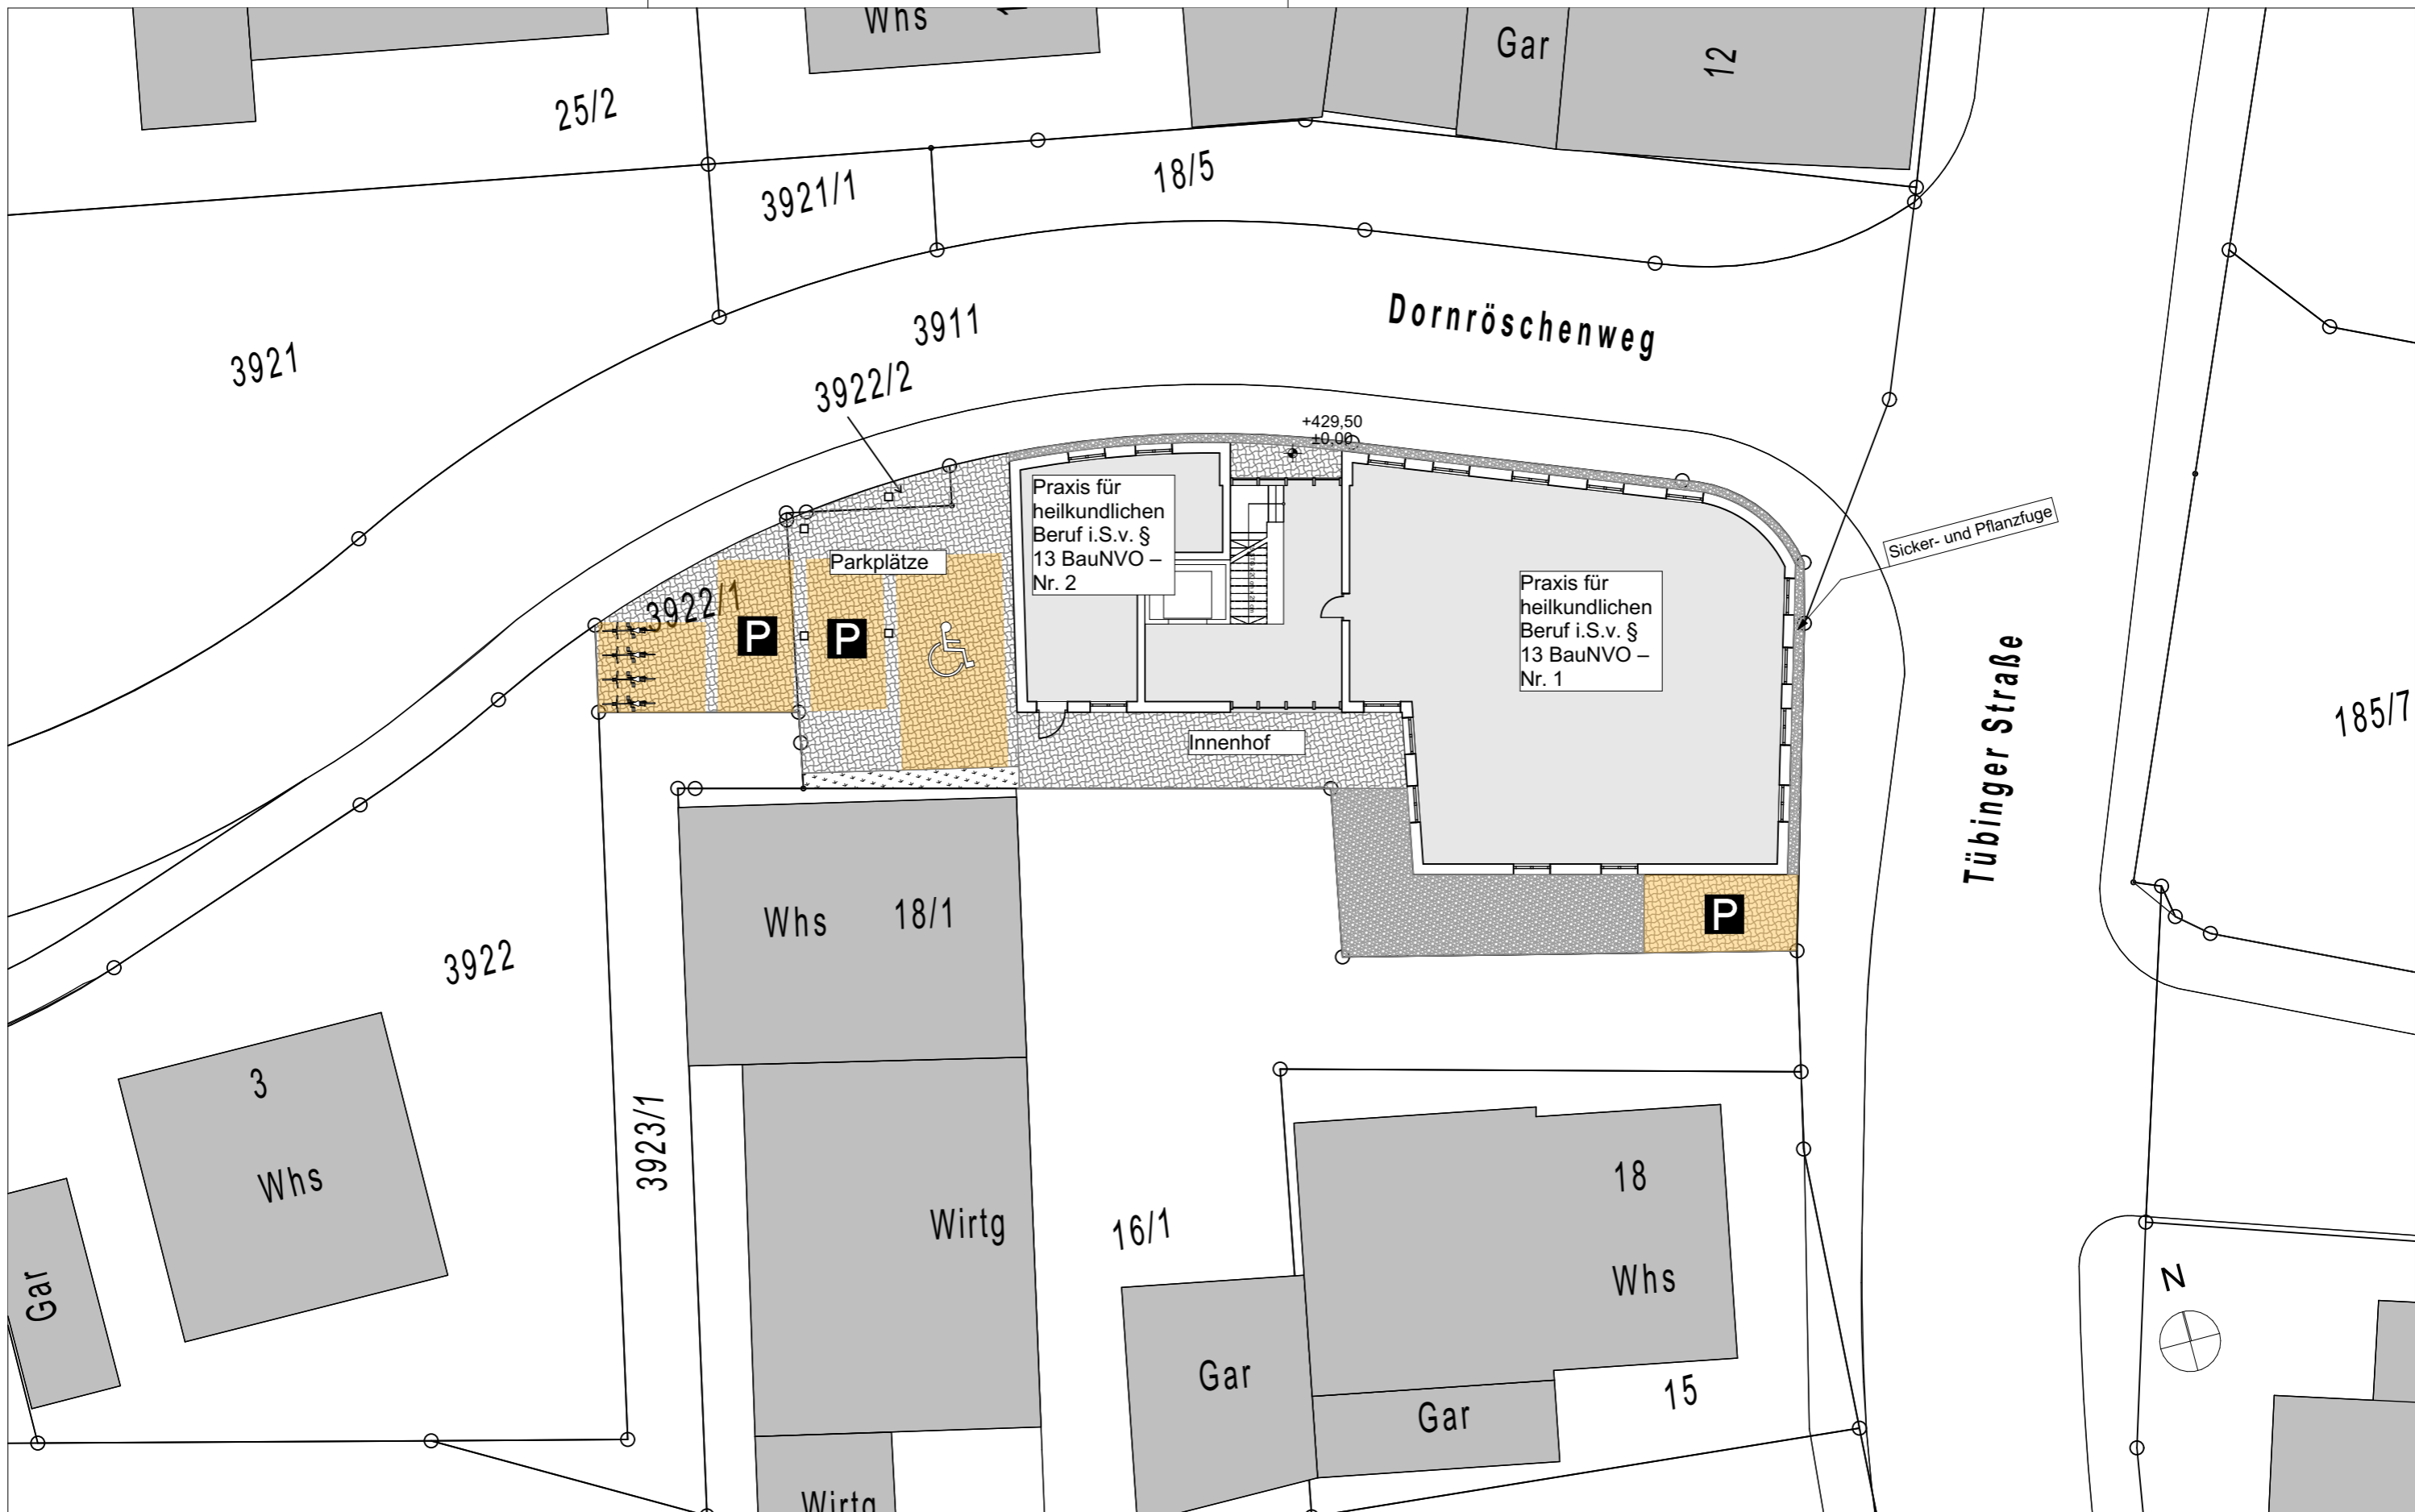 Whs
Gar
12
25/2
3921/1
18/5
3921
3911
Dornröschenweg
3922/2
+429,50
±0,00
Praxis für
heilkundlichen
Beruf i.S.v. §
13 BauNVO –
Nr. 2
Parkplätze
3922/1
P
P
Praxis für
heilkundlichen
Beruf i.S.v. §
13 BauNVO –
Nr. 1
Sicker- und Pflanzfuge
Tübinger Straße
185/7
Innenhof
P
Whs
18/1
3922
3
Whs
Gar
3923/1
Wirtg
16/1
18
Whs
Gar
Gar
15
N
Wirtg